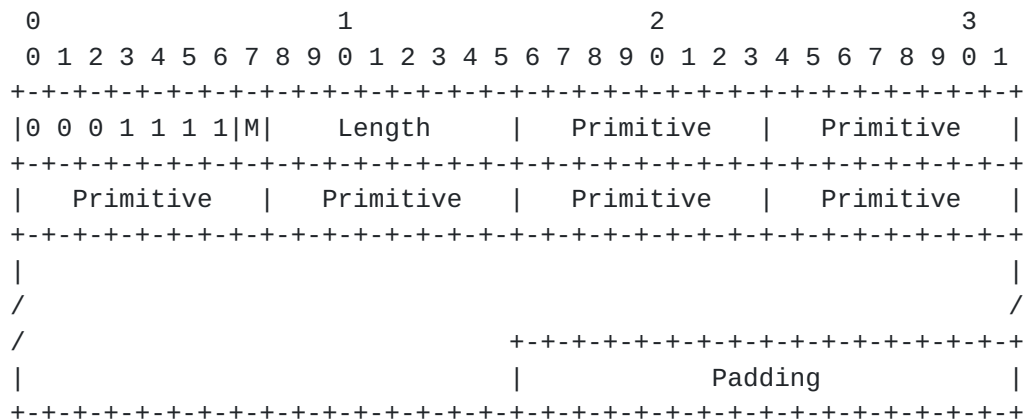 0                   1                   2                   3
 0 1 2 3 4 5 6 7 8 9 0 1 2 3 4 5 6 7 8 9 0 1 2 3 4 5 6 7 8 9 0 1
+-+-+-+-+-+-+-+-+-+-+-+-+-+-+-+-+-+-+-+-+-+-+-+-+-+-+-+-+-+-+-+-+
|0 0 0 1 1 1 1|M|    Length     |   Primitive   |   Primitive   |
+-+-+-+-+-+-+-+-+-+-+-+-+-+-+-+-+-+-+-+-+-+-+-+-+-+-+-+-+-+-+-+-+
|   Primitive   |   Primitive   |   Primitive   |   Primitive   |
+-+-+-+-+-+-+-+-+-+-+-+-+-+-+-+-+-+-+-+-+-+-+-+-+-+-+-+-+-+-+-+-+
|                                                               |
/                                                               /
/                               +-+-+-+-+-+-+-+-+-+-+-+-+-+-+-+-+
|                               |            Padding            |
+-+-+-+-+-+-+-+-+-+-+-+-+-+-+-+-+-+-+-+-+-+-+-+-+-+-+-+-+-+-+-+-+